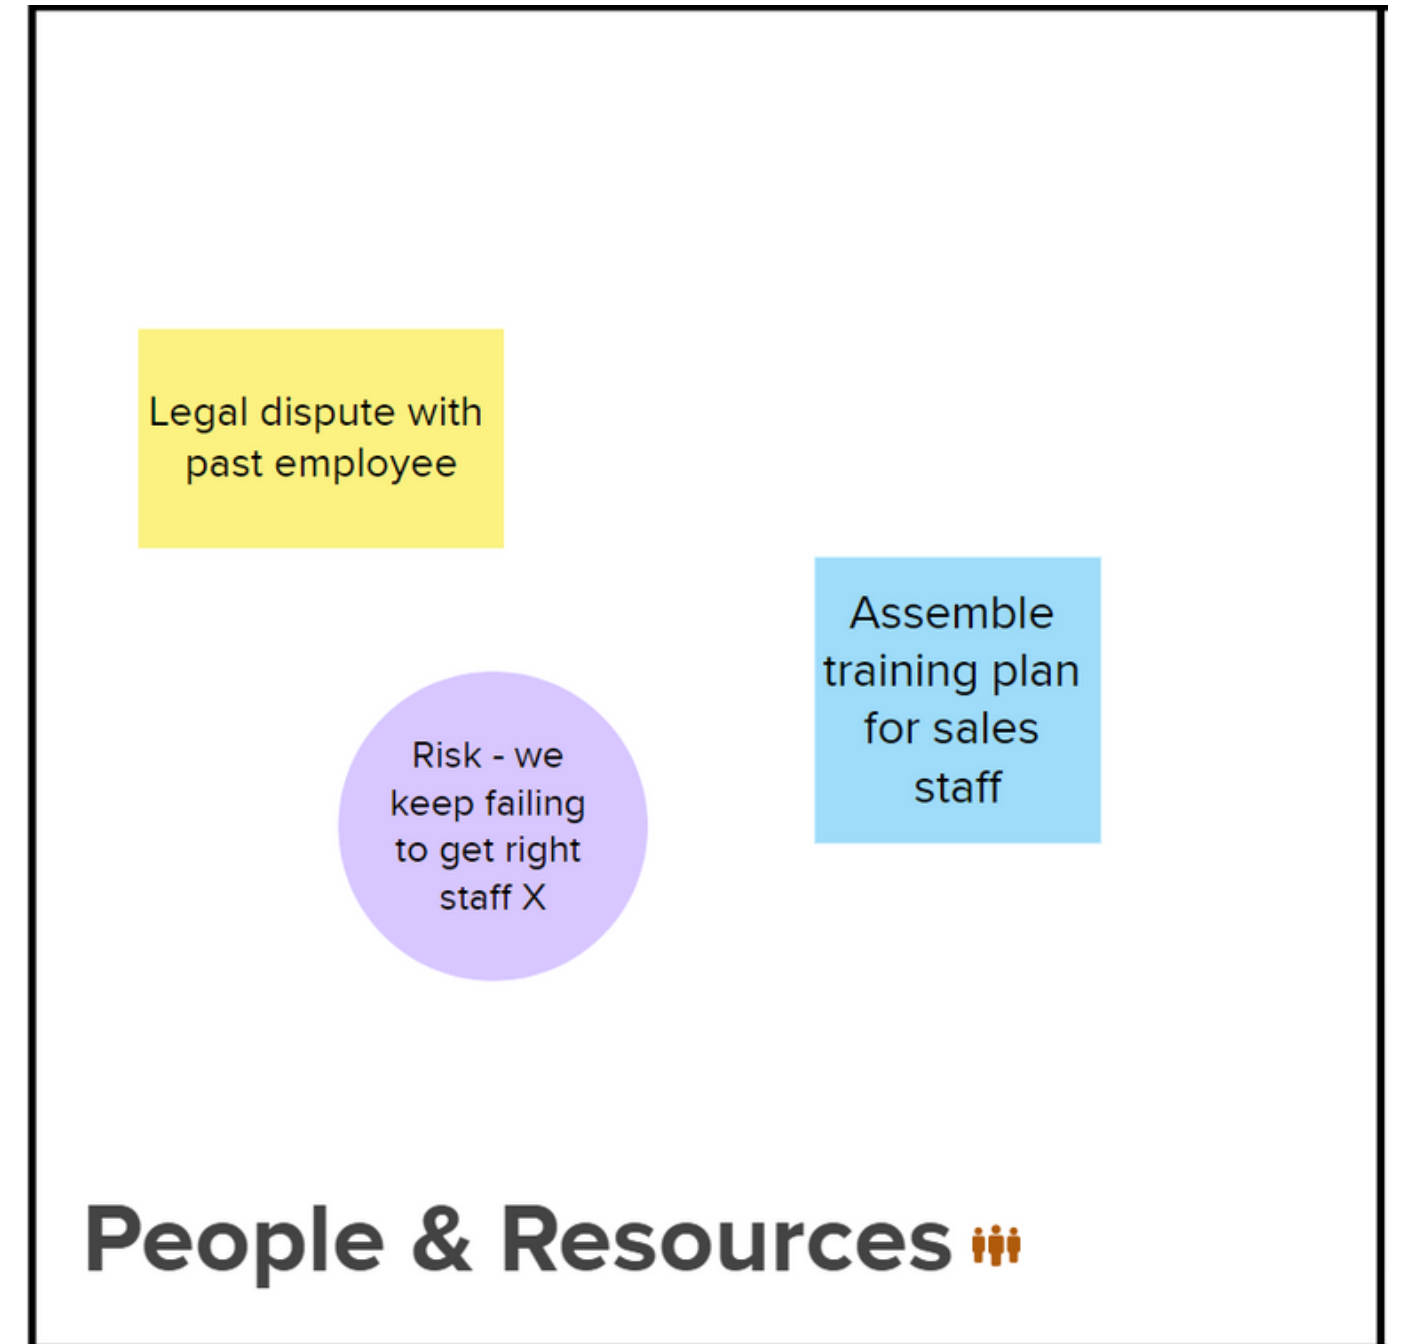 Legal dispute with
past employee
Assemble
training plan
for sales
staff
Risk - we
keep failing
to get right
staff X
People & Resources